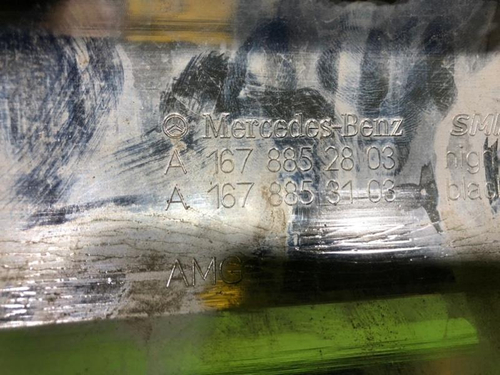 Mercedes-Benz
A 167 885 28 03
A 167 885 31 03
AMG